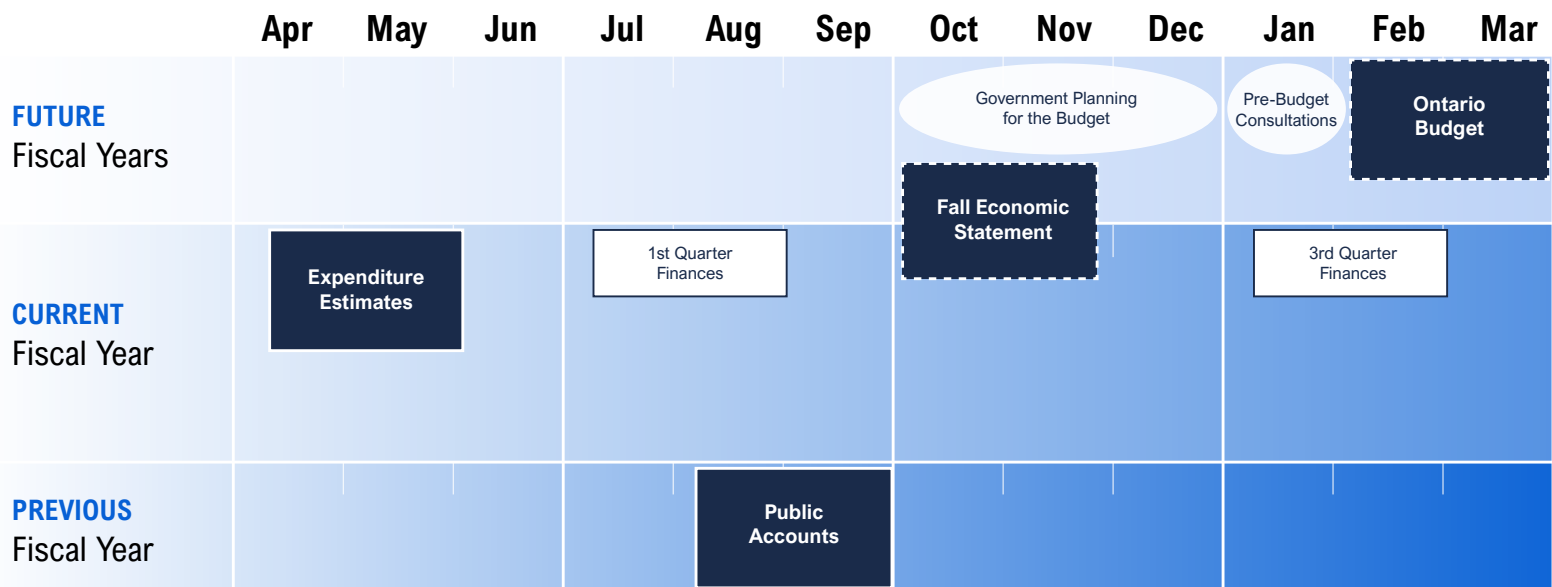 Apr May Jun Jul Aug Sep Oct Nov Dec Jan Feb Mar
FUTURE
Fiscal Years
Government Planning
for the Budget
Pre-Budget
Consultations
Ontario
Budget
Fall Economic
Statement
CURRENT
Fiscal Year
Expenditure
Estimates
1st Quarter
Finances
3rd Quarter
Finances
PREVIOUS
Fiscal Year
Public
Accounts